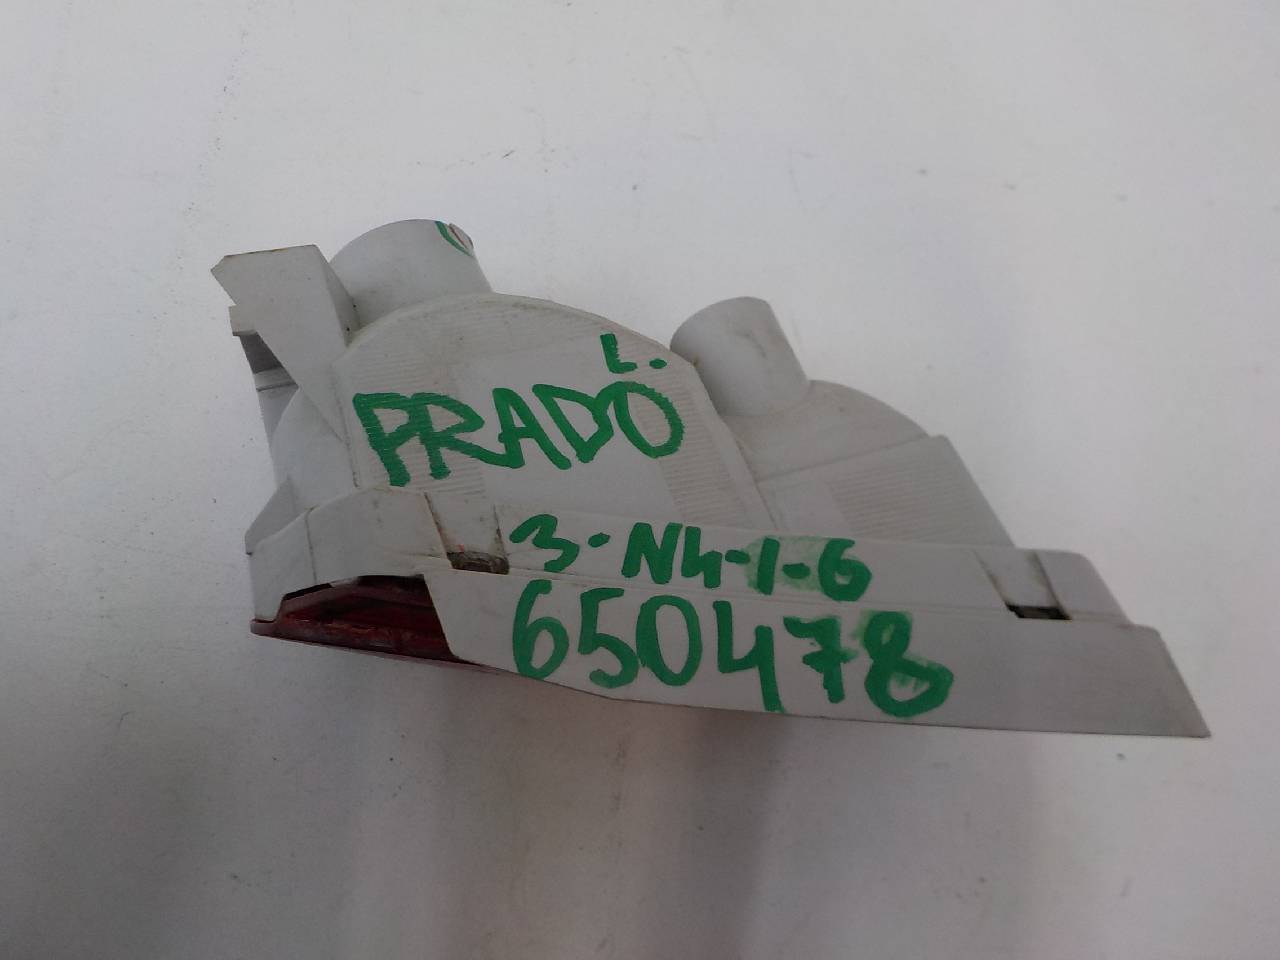 L.
PRADO
3-N4-1-6
650478